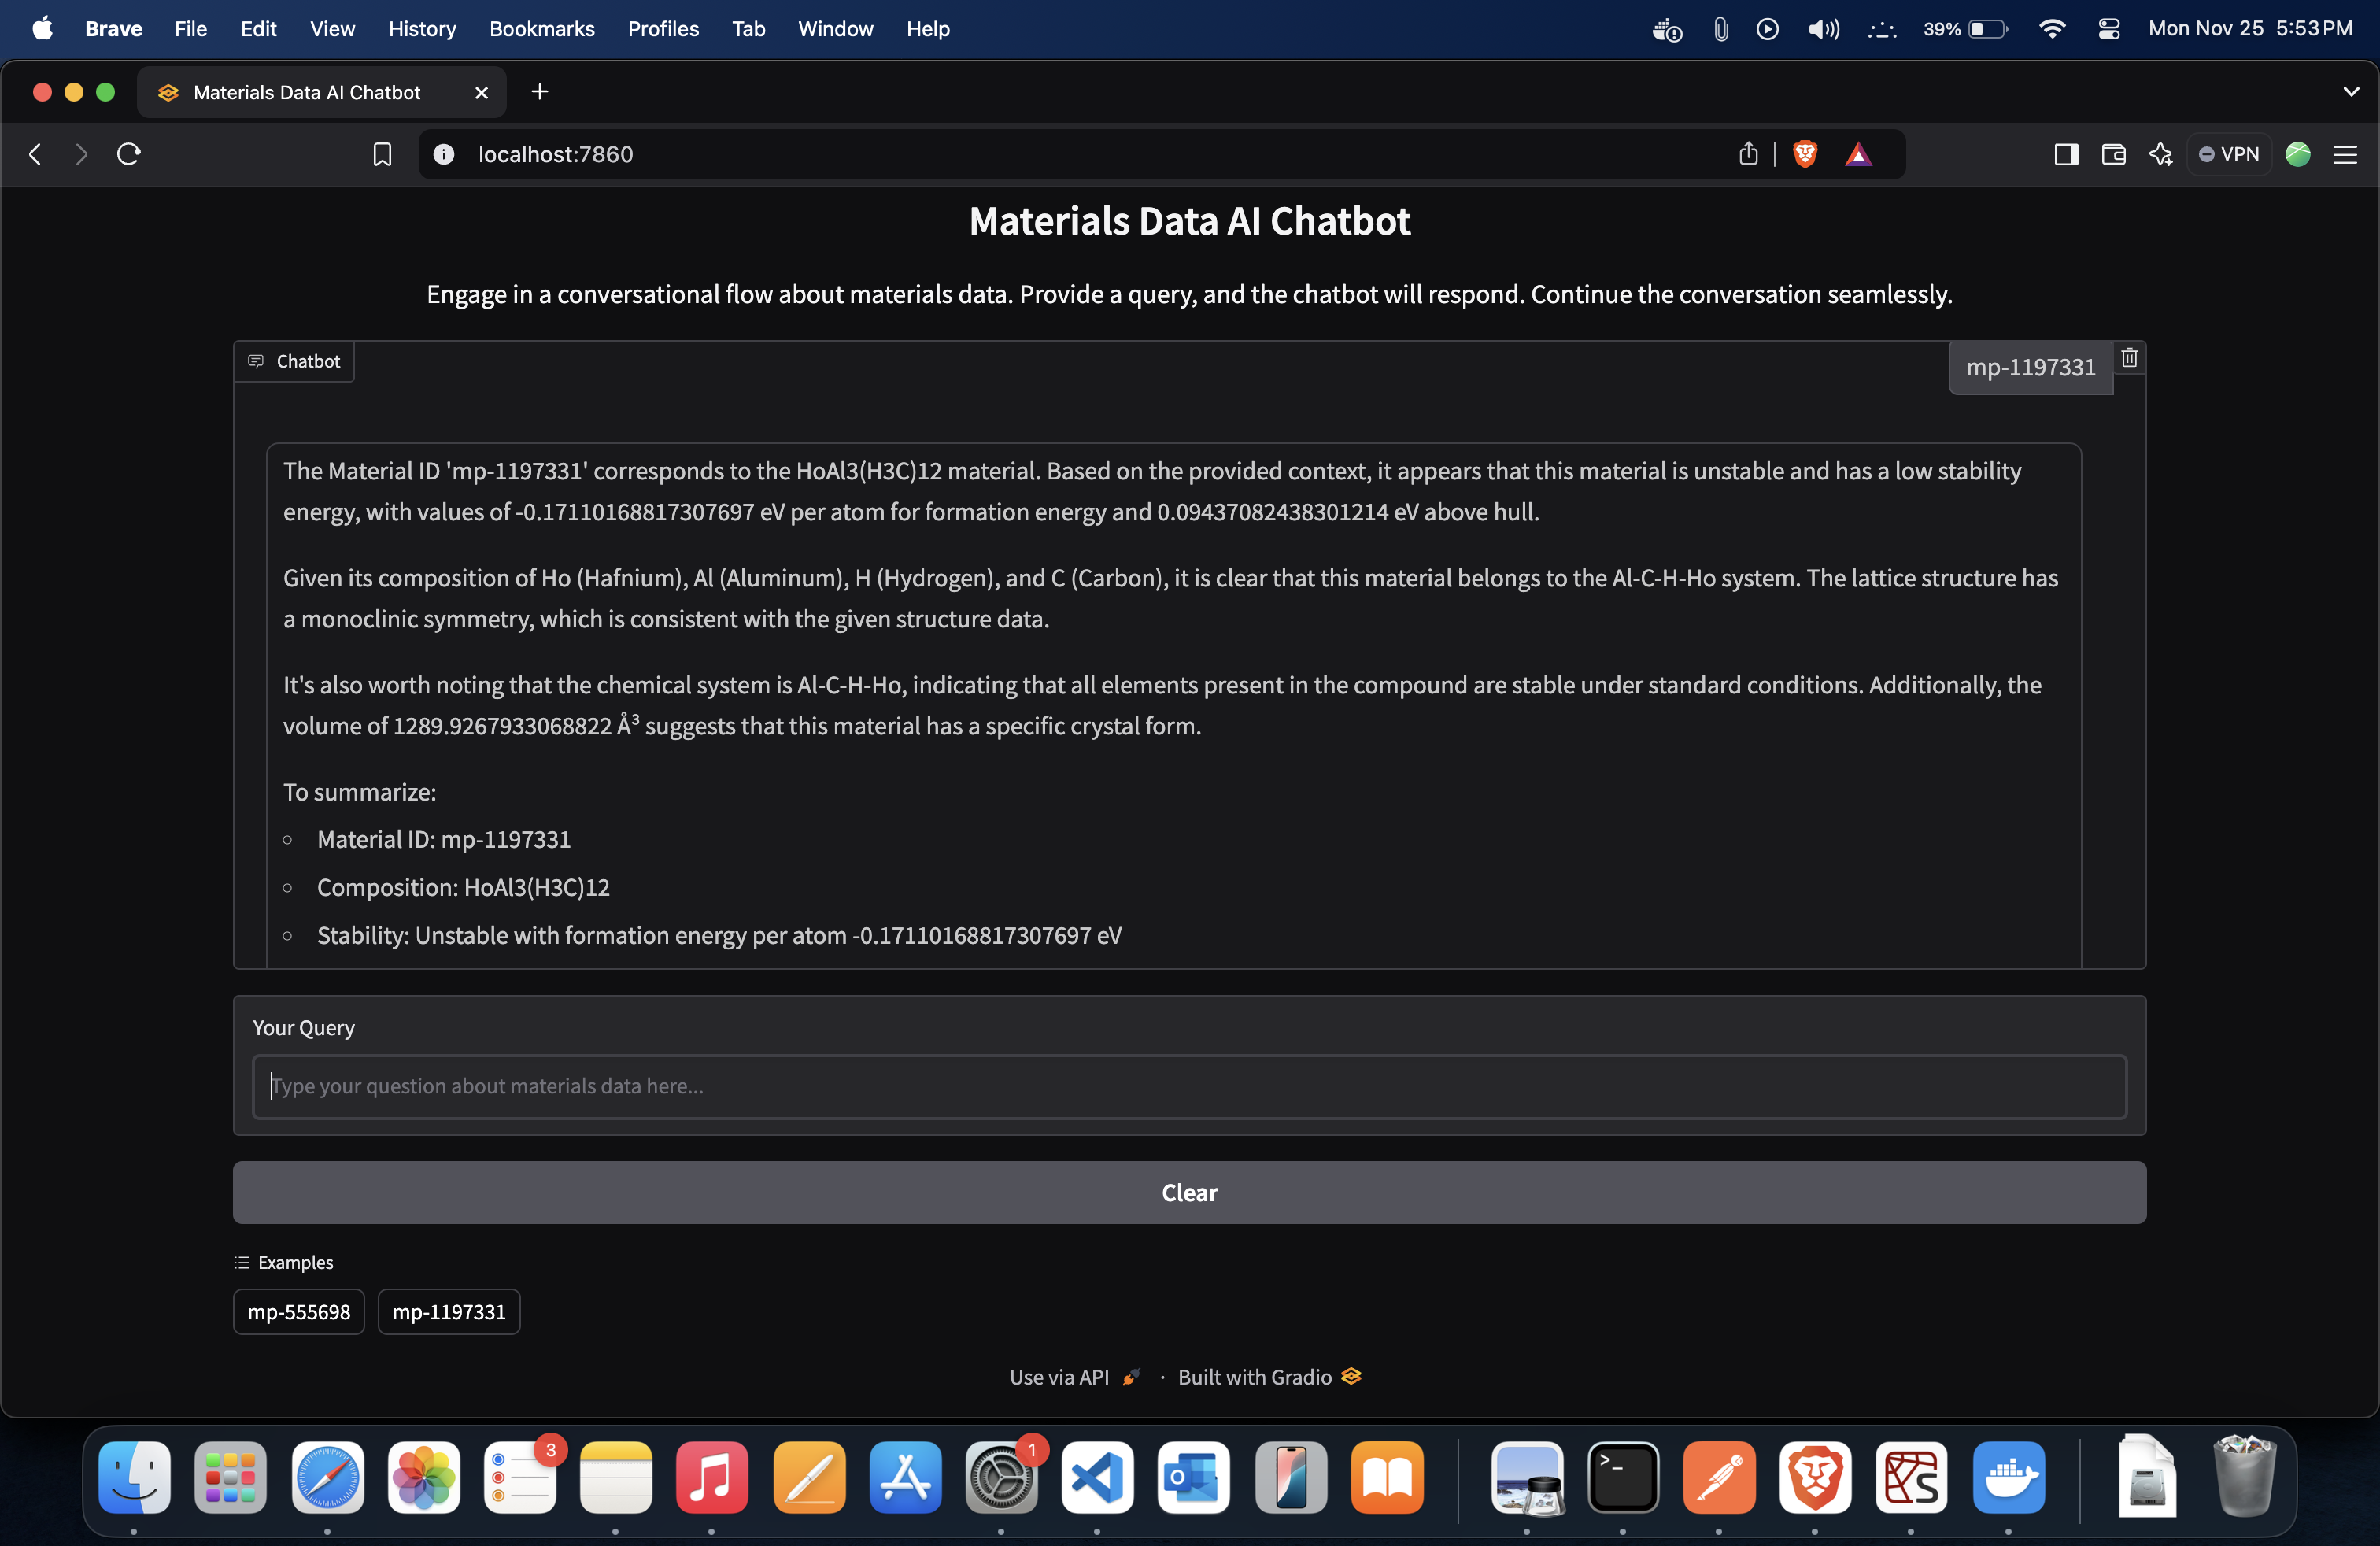 Brave File Edit View History Bookmarks Profiles Tab Window Help 39% Mon Nov 25 5:53 PM
Materials Data AI Chatbot
localhost:7860 VPN
Materials Data AI Chatbot
Engage in a conversational flow about materials data. Provide a query, and the chatbot will respond. Continue the conversation seamlessly.
Chatbot
mp-1197331
The Material ID 'mp-1197331' corresponds to the HoAl3(H3C)12 material. Based on the provided context, it appears that this material is unstable and has a low stability
energy, with values of -0.17110168817307697 eV per atom for formation energy and 0.09437082438301214 eV above hull.
Given its composition of Ho (Hafnium), Al (Aluminum), H (Hydrogen), and C (Carbon), it is clear that this material belongs to the Al-C-H-Ho system. The lattice structure has
a monoclinic symmetry, which is consistent with the given structure data.
It's also worth noting that the chemical system is Al-C-H-Ho, indicating that all elements present in the compound are stable under standard conditions. Additionally, the
volume of 1289.9267933068822 Å³ suggests that this material has a specific crystal form.
To summarize:
Material ID: mp-1197331
Composition: HoAl3(H3C)12
Stability: Unstable with formation energy per atom -0.17110168817307697 eV
Your Query
Type your question about materials data here...
Clear
Examples
mp-555698 mp-1197331
Use via API · Built with Gradio
3 1